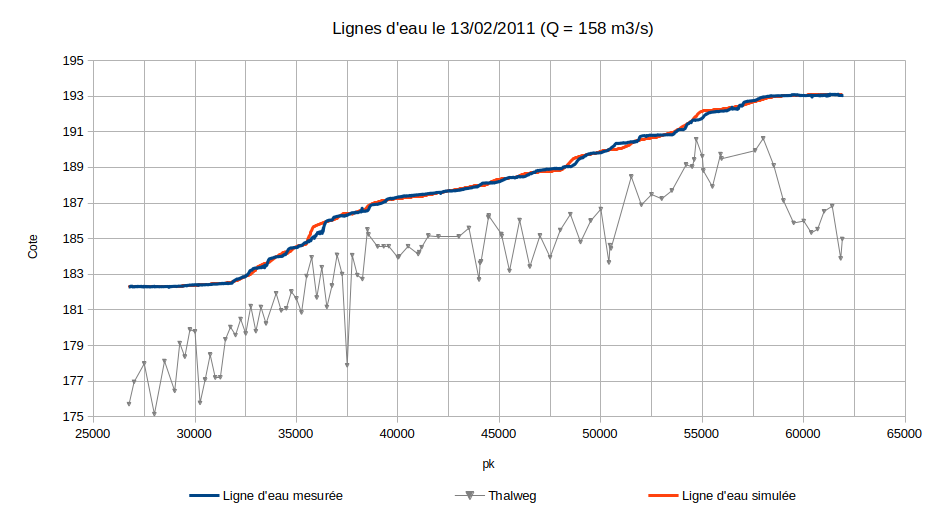 Lignes d'eau le 13/02/2011 (Q = 158 m3/s)
195
193
191
189
187
185
183
181
179
177
175
Cote
25000 30000 35000 40000 45000 50000 55000 60000 65000
pk
Ligne d'eau mesurée Thalweg Ligne d'eau simulée